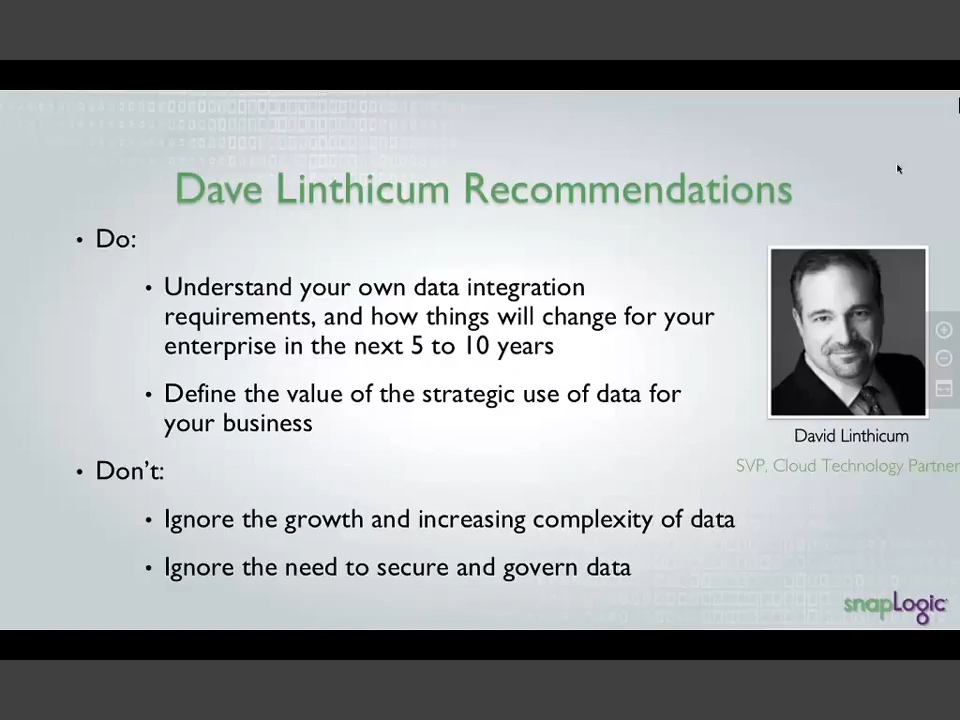 Dave Linthicum Recommendations
• Do:
• Understand your own data integration
requirements, and how things will change for your
enterprise in the next 5 to 10 years
• Define the value of the strategic use of data for
your business
• Don't:
• Ignore the growth and increasing complexity of data
• Ignore the need to secure and govern data
David Linthicum
SVP, Cloud Technology Partner
snapLogic